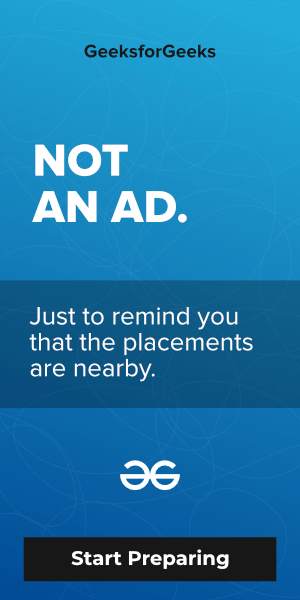 GeeksforGeeks
NOT
AN AD.
Just to remind you
that the placements
are nearby.
Start Preparing